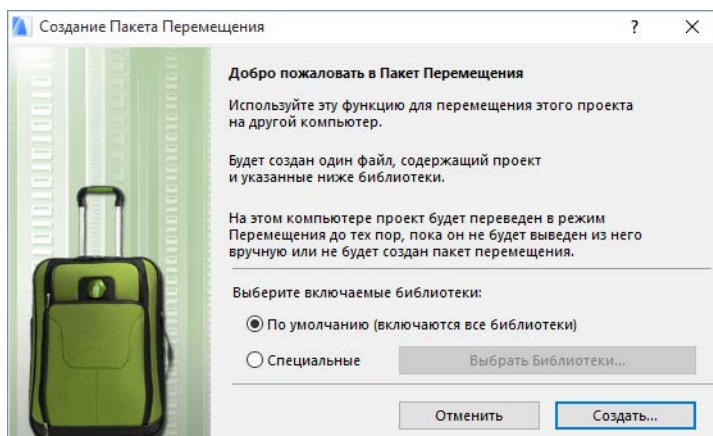 Создание Пакета Перемещения
?
Добро пожаловать в Пакет Перемещения
Используйте эту функцию для перемещения этого проекта
на другой компьютер.
Будет создан один файл, содержащий проект
и указанные ниже библиотеки.
На этом компьютере проект будет переведен в режим
Перемещения до тех пор, пока он не будет выведен из него
вручную или не будет создан пакет перемещения.
Выберите включаемые библиотеки:
По умолчанию (включаются все библиотеки)
Специальные
Выбрать Библиотеки...
Отменить
Создать...